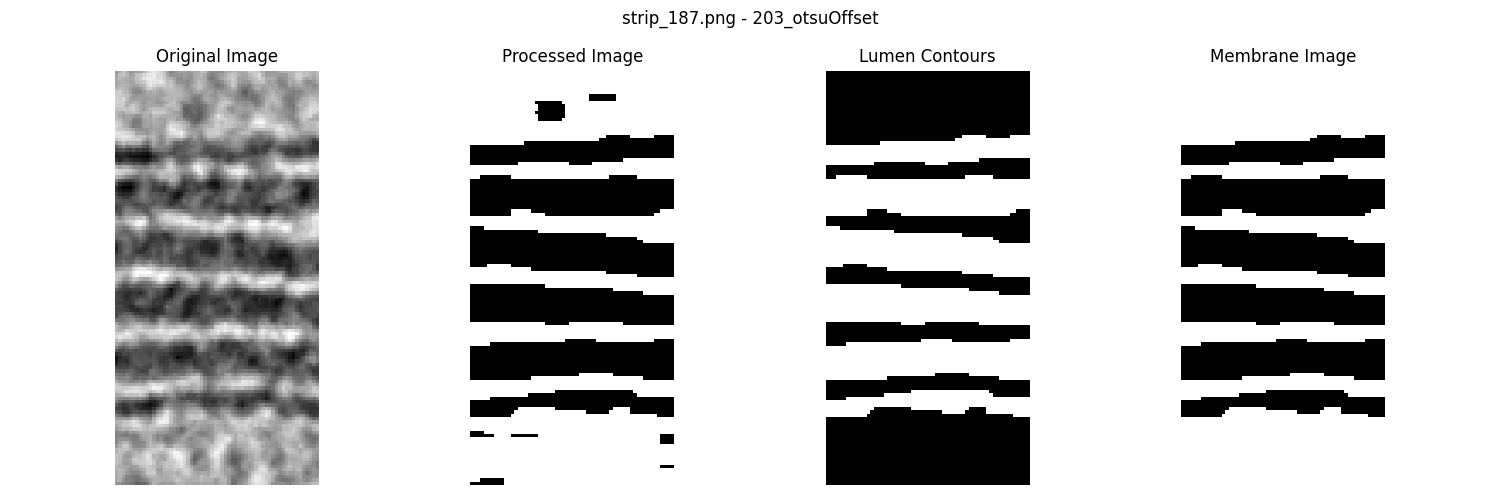 strip_187.png - 203_otsuOffset
Original Image
Processed Image
Lumen Contours
Membrane Image